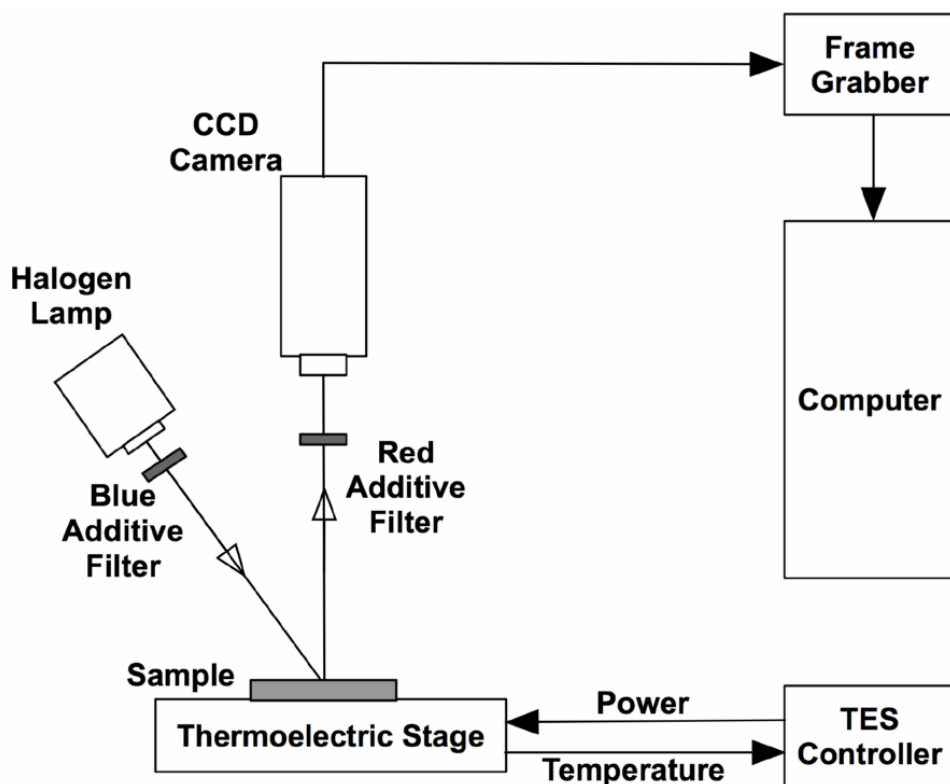 Frame
Grabber
CCD
Camera
Halogen
Lamp
Computer
Red
Additive
Filter
Blue
Additive
Filter
Sample
Thermoelectric Stage
Power
Temperature
TES
Controller